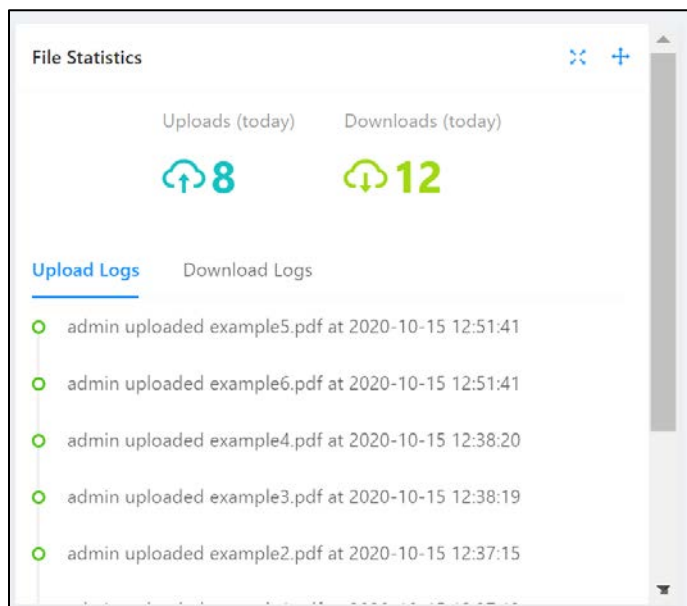 File Statistics
Uploads (today) Downloads (today)
8 12
Upload Logs Download Logs
admin uploaded example5.pdf at 2020-10-15 12:51:41
admin uploaded example6.pdf at 2020-10-15 12:51:41
admin uploaded example4.pdf at 2020-10-15 12:38:20
admin uploaded example3.pdf at 2020-10-15 12:38:19
admin uploaded example2.pdf at 2020-10-15 12:37:15